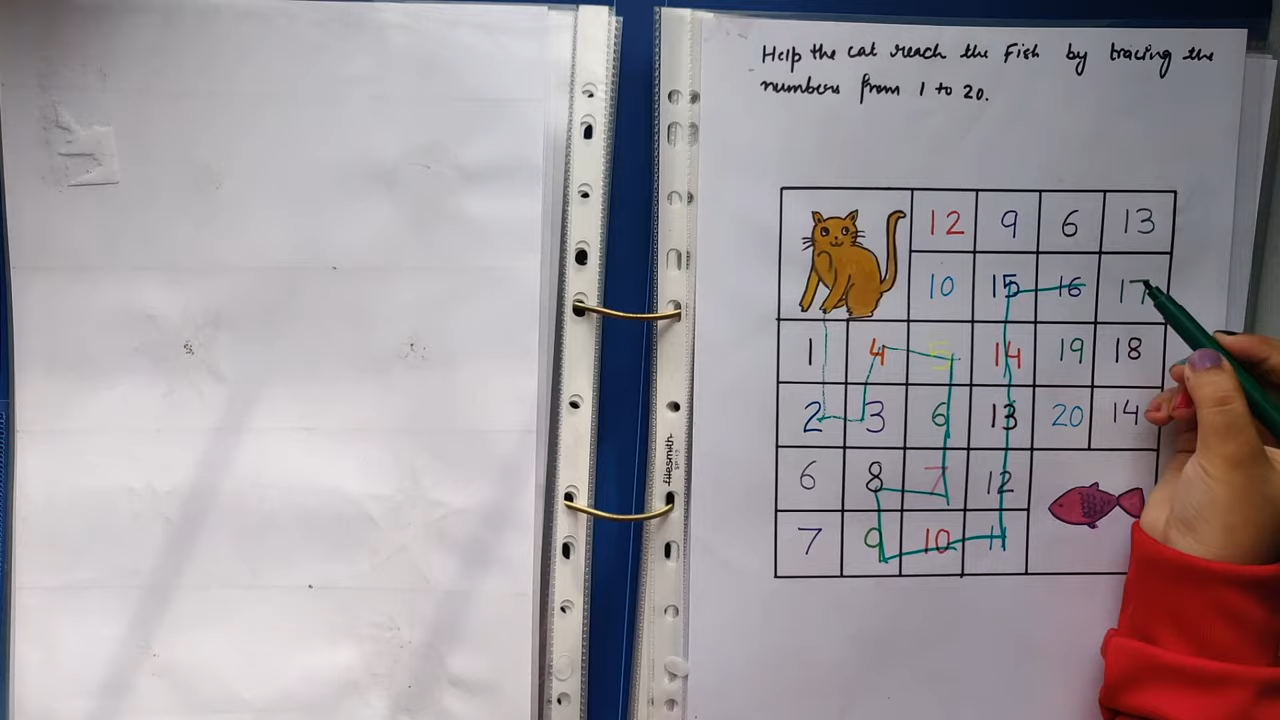 Help the cat reach the Fish by tracing the
numbers from 1 to 20.
12 9 6 13
10 15 16 17
1 4 5 14 19 18
2 3 6 13 20 14
6 8 7 12
7 9 10 11
filesmith